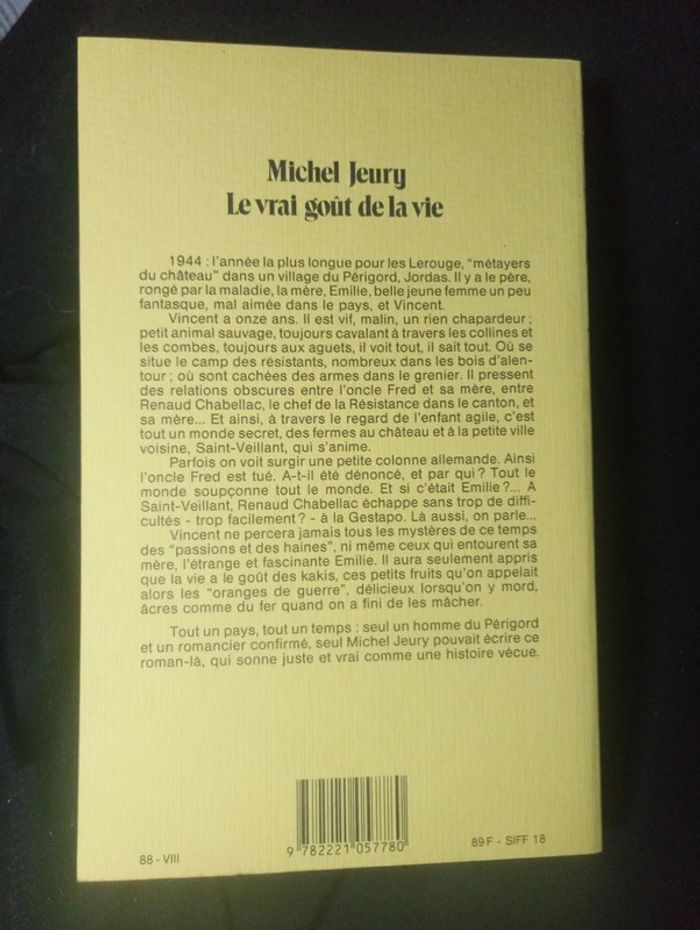 Michel Jeury
Le vrai goût de la vie
1944 : l'année la plus longue pour les Lerouge, "métayers
du château" dans un village du Périgord, Jordas. Il y a le père,
rongé par la maladie, la mère, Emilie, belle jeune femme un peu
fantasque, mal aimée dans le pays, et Vincent.
Vincent a onze ans. Il est vif, malin, un rien chapardeur ;
petit animal sauvage, toujours cavalant à travers les collines et
les combes, toujours aux aguets, il voit tout, il sait tout. Où se
situe le camp des résistants, nombreux dans les bois d'alen-
tour ; où sont cachées des armes dans le grenier. Il pressent
des relations obscures entre l'oncle Fred et sa mère, entre
Renaud Chabellac, le chef de la Résistance dans le canton, et
sa mère... Et ainsi, à travers le regard de l'enfant agile, c'est
tout un monde secret, des fermes au château et à la petite ville
voisine, Saint-Veillant, qui s'anime.
Parfois on voit surgir une petite colonne allemande. Ainsi
l'oncle Fred est tué. A-t-il été dénoncé, et par qui ? Tout le
monde soupçonne tout le monde. Et si c'était Emilie ?... A
Saint-Veillant, Renaud Chabellac échappe sans trop de diffi-
cultés - trop facilement ? - à la Gestapo. Là aussi, on parle...
Vincent ne percera jamais tous les mystères de ce temps
des "passions et des haines", ni même ceux qui entourent sa
mère, l'étrange et fascinante Emilie. Il aura seulement appris
que la vie a le goût des kakis, ces petits fruits qu'on appelait
alors les "oranges de guerre", délicieux lorsqu'on y mord,
âcres comme du fer quand on a fini de les mâcher.
Tout un pays, tout un temps : seul un homme du Périgord
et un romancier confirmé, seul Michel Jeury pouvait écrire ce
roman-là, qui sonne juste et vrai comme une histoire vécue.
88 - VIII
9 782221 057780
89 F - SIFF 18